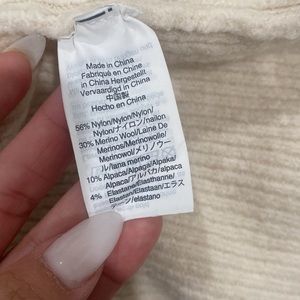 Made in China
Fabriqué en Chine
in China Hergestellt
Vervaardigd in China
中国製
Hecho en China
56% Nylon/Nylon/Nylon/
Nylon/ナイロン/nailon
30% Merino Wool/Laine De
Merinos/Merinowolle/
Merinowol/メリノウー
ル/lana merino
10% Alpaca/Alpaga/Alpaka/
Alpaca/アルパカ/alpaca
4% Elastane/Elasthanne/
Elastan/Elastaan/エラス
/elastano